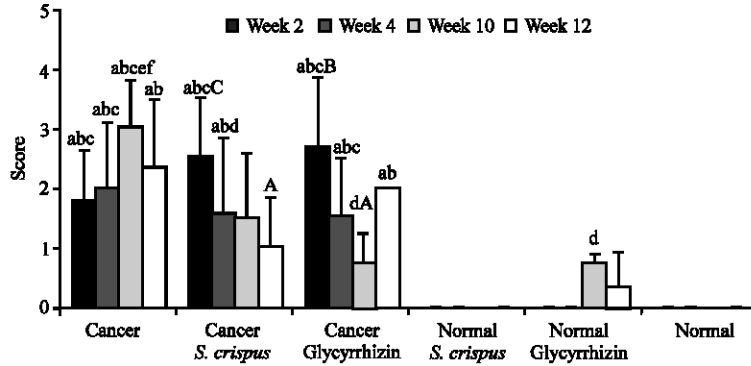 5
Week 2 Week 4 Week 10 Week 12
4
3
2
1
0
Score
abc
abc
abcef
ab
abcC
abd
A
abcB
abc
dA
ab
d
Cancer
Cancer
S. crispus
Cancer
Glycyrrhizin
Normal
S. crispus
Normal
Glycyrrhizin
Normal